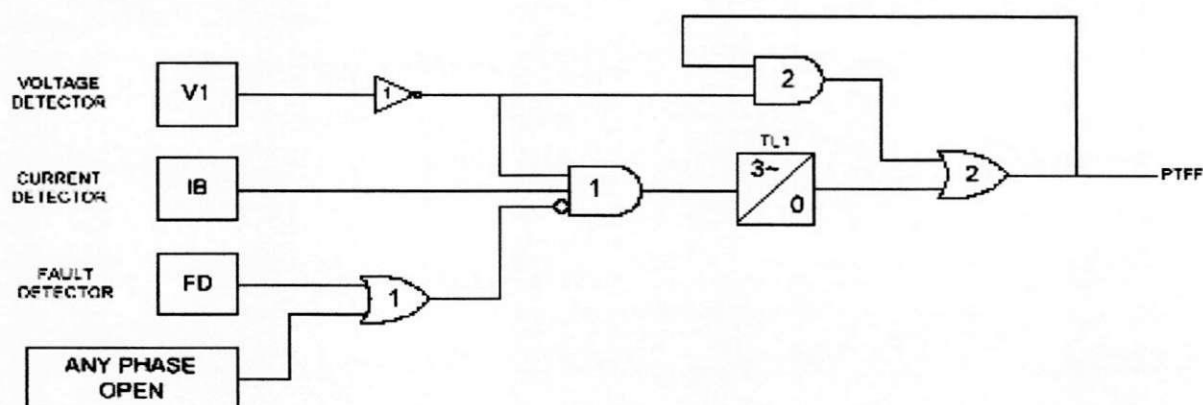 VOLTAGE
DETECTOR
V1
1
2
CURRENT
DETECTOR
IB
1
TL1
3~
0
2
PTFF
FAULT
DETECTOR
FD
1
ANY PHASE
OPEN